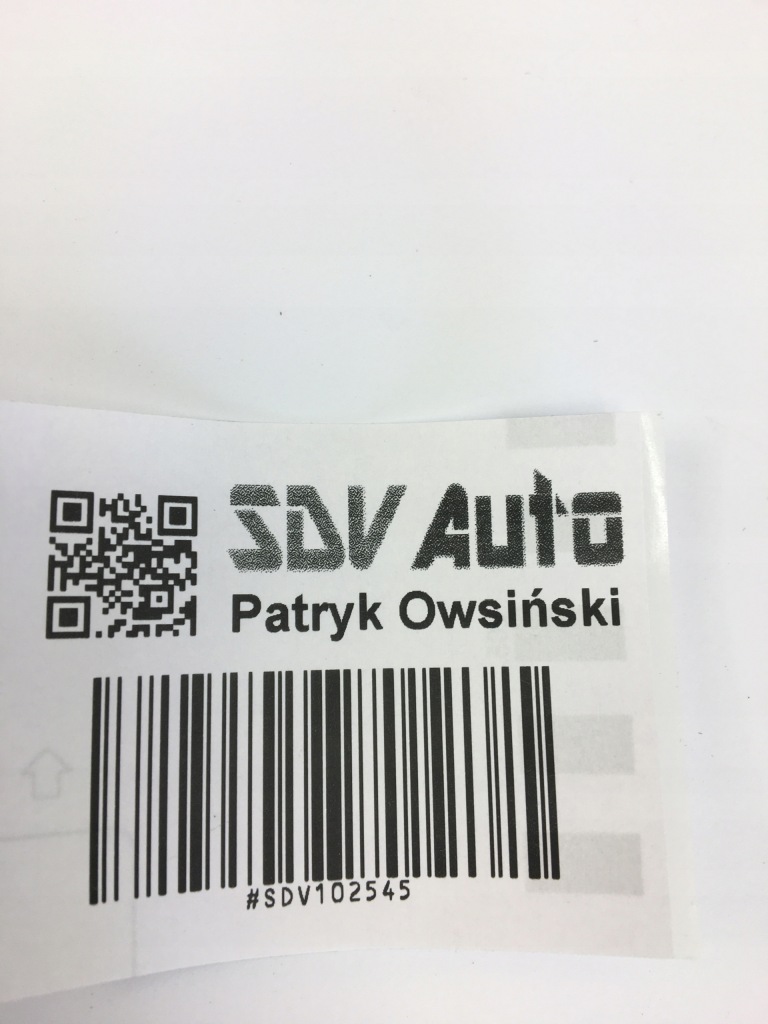 SDV Auto
Patryk Owsiński
#SDV102545